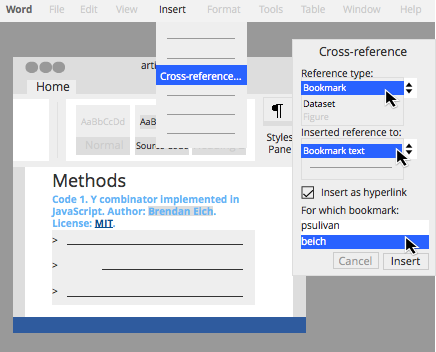 Word File Edit View Insert Format Tools Table Window Help
Cross-reference...
Home
AaBbCcDd
Normal
Source Code
¶
Styles
Pane
Methods
Code 1. Y combinator implemented in
JavaScript. Author: Brendan Eich.
License: MIT.
>
>
>
Cross-reference
Reference type:
Bookmark
Dataset
Figure
Inserted reference to:
Bookmark text
Insert as hyperlink
For which bookmark:
psulivan
beich
Cancel Insert